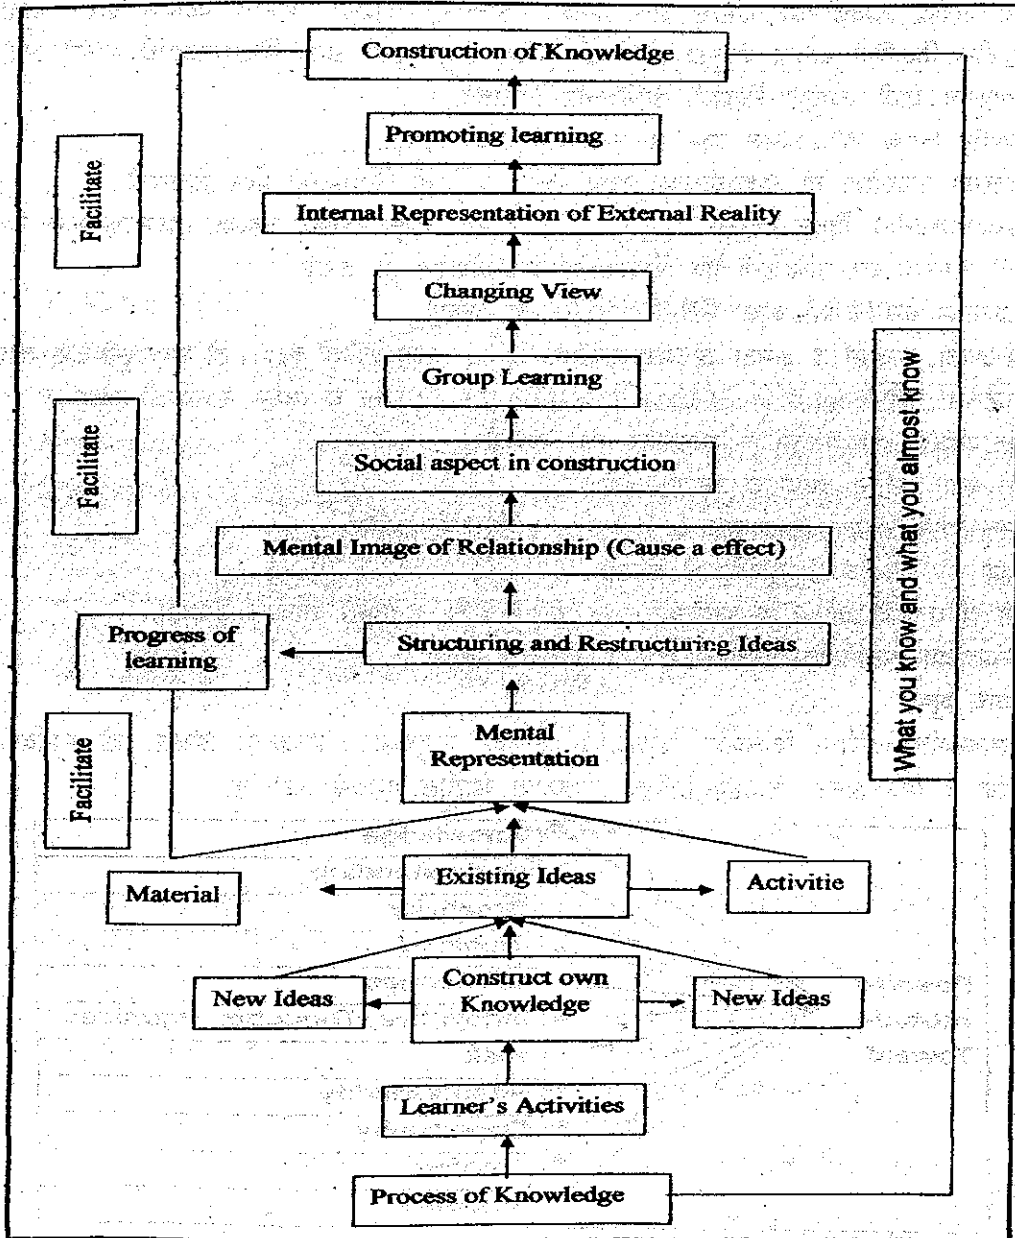 Construction of Knowledge
Promoting learning
Facilitate
Internal Representation of External Reality
Changing View
Group Learning
Facilitate
Social aspect in construction
What you know and what you almost know
Mental Image of Relationship (Cause a effect)
Progress of
learning
Structuring and Restructuring Ideas
Facilitate
Mental
Representation
Material
Existing Ideas
Activitie
New Ideas
Construct own
Knowledge
New Ideas
Learner's Activities
Process of Knowledge